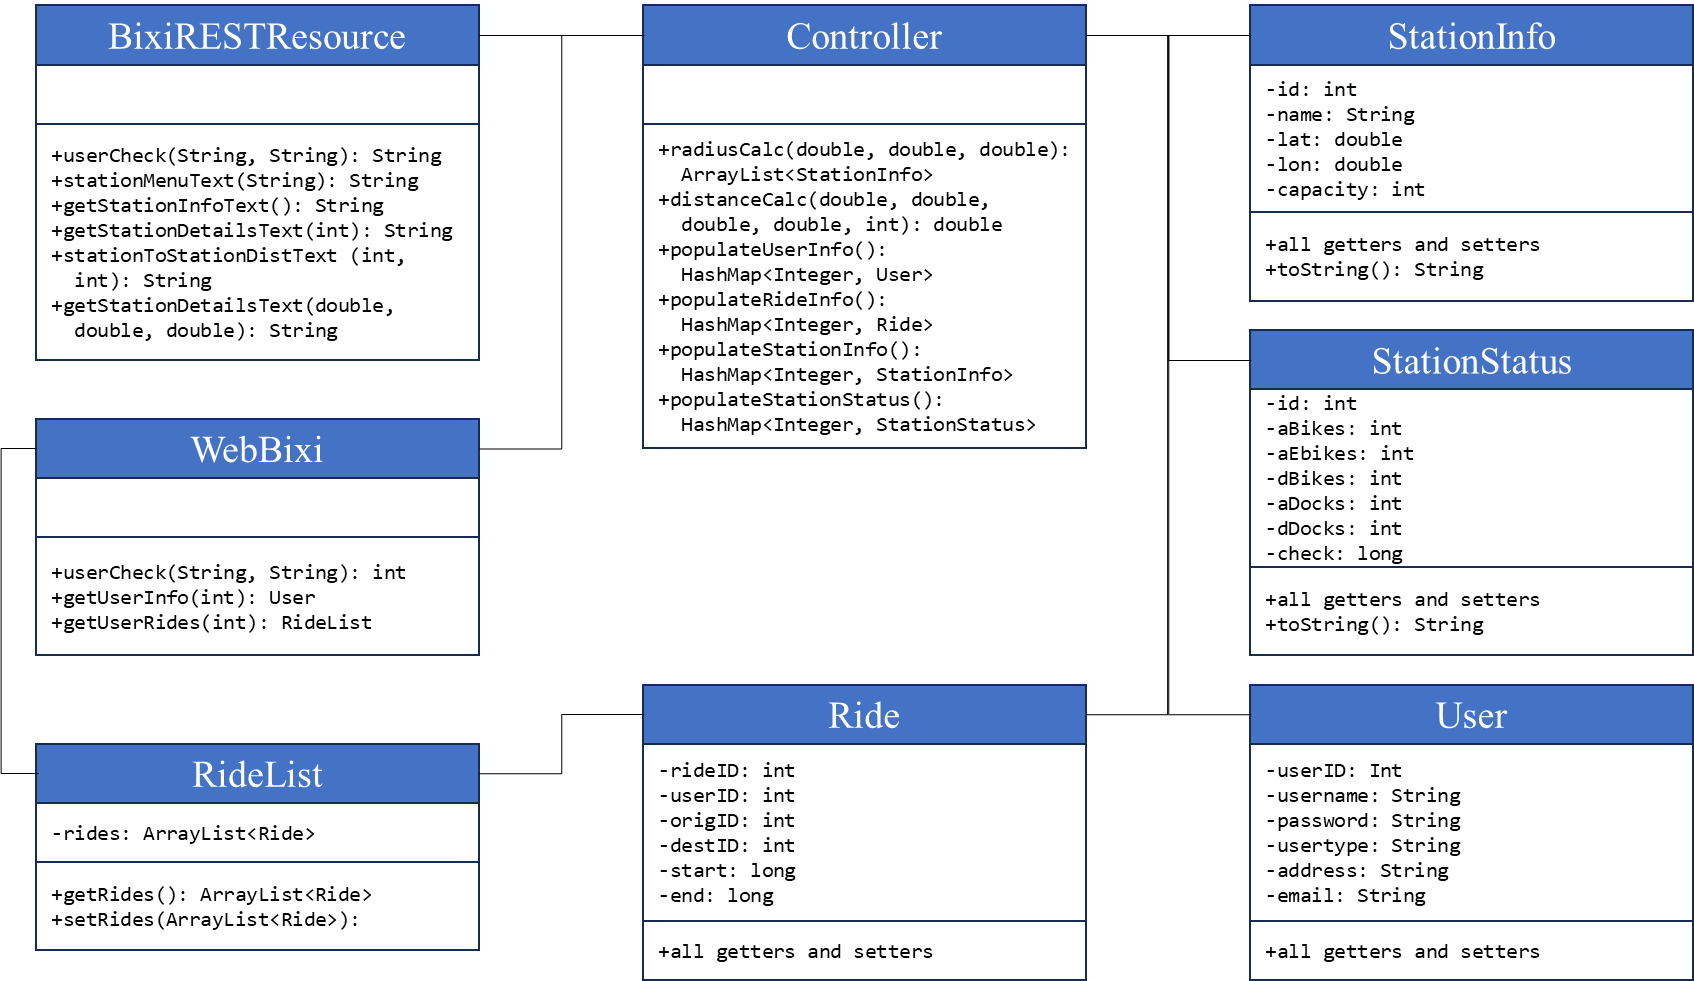 BixiRESTResource
+userCheck(String, String): String
+stationMenuText(String): String
+getStationInfoText(): String
+getStationDetailsText(int): String
+stationToStationDistText (int,
int): String
+getStationDetailsText(double,
double, double): String
Controller
+radiusCalc(double, double, double):
ArrayList<StationInfo>
+distanceCalc(double, double,
double, double, int): double
+populateUserInfo():
HashMap<Integer, User>
+populateRideInfo():
HashMap<Integer, Ride>
+populateStationInfo():
HashMap<Integer, StationInfo>
+populateStationStatus():
HashMap<Integer, StationStatus>
StationInfo
-id: int
-name: String
-lat: double
-lon: double
-capacity: int
+all getters and setters
+toString(): String
StationStatus
-id: int
-aBikes: int
-aEbikes: int
-dBikes: int
-aDocks: int
-dDocks: int
-check: long
+all getters and setters
+toString(): String
WebBixi
+userCheck(String, String): int
+getUserInfo(int): User
+getUserRides(int): RideList
RideList
-rides: ArrayList<Ride>
+getRides(): ArrayList<Ride>
+setRides(ArrayList<Ride>):
Ride
-rideID: int
-userID: int
-origID: int
-destID: int
-start: long
-end: long
+all getters and setters
User
-userID: Int
-username: String
-password: String
-usertype: String
-address: String
-email: String
+all getters and setters